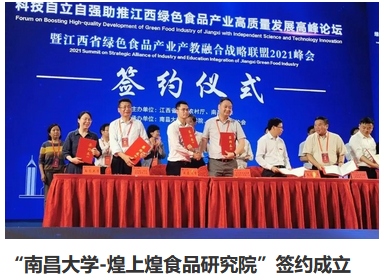 科技自立自强助推江西绿色食品产业高质量发展高峰论坛
Forum on Boosting High-quality Development of Green Food Industry of Jiangxi with Independent Science and Technology Innovation
暨江西省绿色食品产业产教融合战略联盟2021峰会
2021 Summit on Strategic Alliance of Industry and Education Integration of Jiangxi Green Food Industry
签约仪式
“南昌大学-煌上煌食品研究院”签约成立